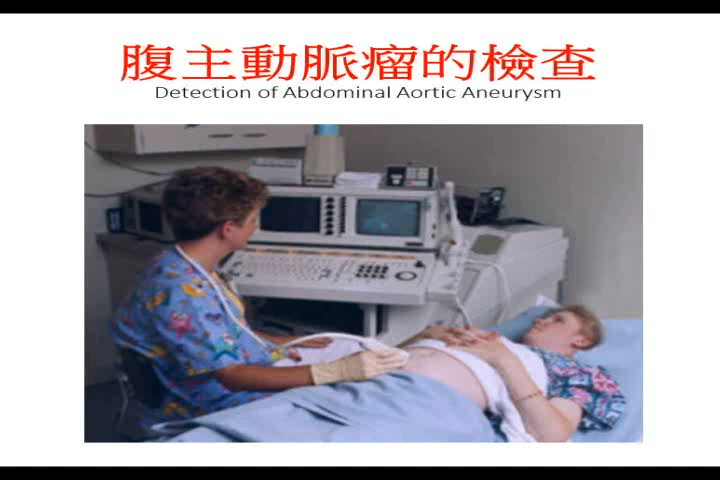 腹主動脈瘤的檢查
Detection of Abdominal Aortic Aneurysm